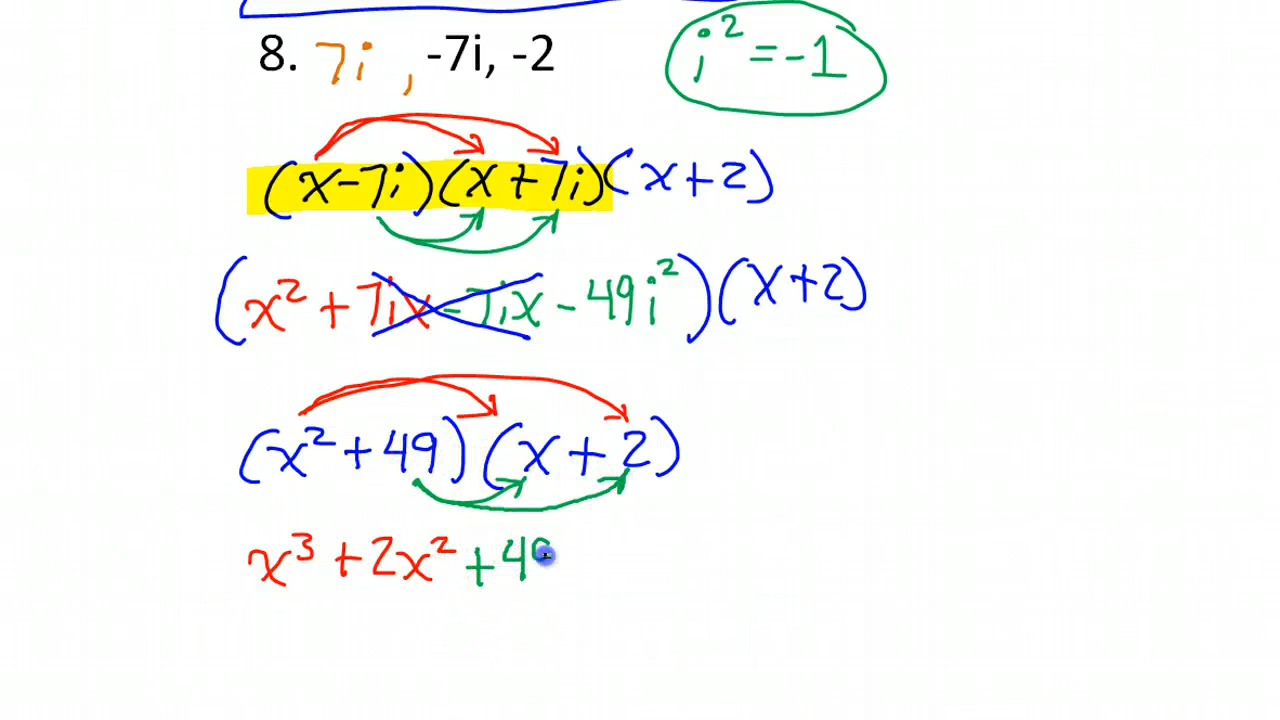 8. 7i, -7i, -2
i² = -1
(x-7i)(x+7i)(x+2)
(x² + 7ix - 7ix - 49i²)(x+2)
(x² + 49)(x + 2)
x³ + 2x² + 49